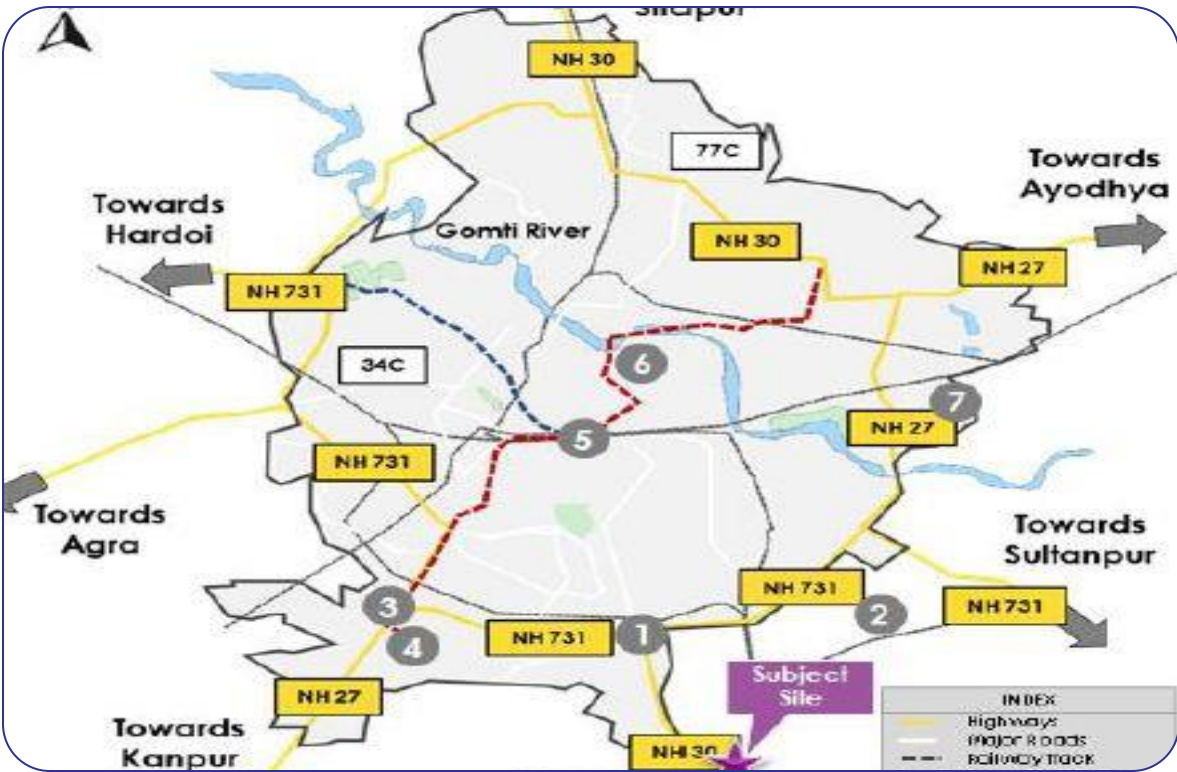 NH 30
77C
Towards
Ayodhya
Towards
Hardoi
Gomti River
NH 30
NH 27
NH 731
34C
6
7
NH 27
5
NH 731
Towards
Agra
Towards
Sultanpur
NH 731
NH 731
3
2
1
NH 731
4
Subject
Site
NH 27
INDEX
Highways
Major Roads
Railway Track
Towards
Kanpur
NH 30